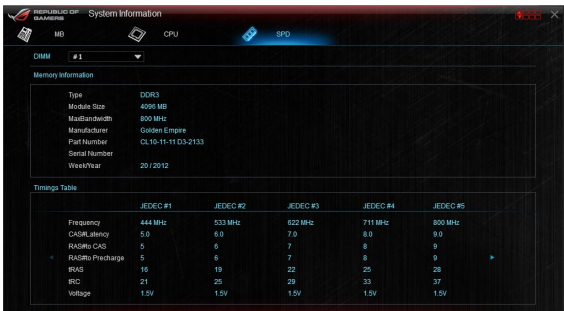 REPUBLIC OF GAMERS System Information
MB CPU SPD
DIMM #1
Memory Information
Type DDR3
Module Size 4096 MB
MaxBandwidth 800 MHz
Manufacturer Golden Empire
Part Number CL10-11-11 D3-2133
Serial Number
Week/Year 20 / 2012
Timings Table
JEDEC #1 JEDEC #2 JEDEC #3 JEDEC #4 JEDEC #5
Frequency 444 MHz 533 MHz 622 MHz 711 MHz 800 MHz
CAS#Latency 5.0 6.0 7.0 8.0 9.0
RAS#to CAS 5 6 7 8 9
RAS#to Precharge 5 6 7 8 9
tRAS 16 19 22 25 28
tRC 21 25 29 33 37
Voltage 1.5V 1.5V 1.5V 1.5V 1.5V